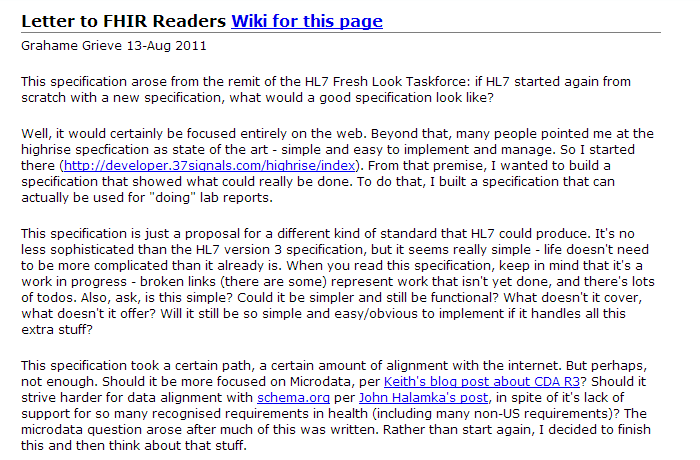 Letter to FHIR Readers Wiki for this page
Grahame Grieve 13-Aug 2011
This specification arose from the remit of the HL7 Fresh Look Taskforce: if HL7 started again from
scratch with a new specification, what would a good specification look like?
Well, it would certainly be focused entirely on the web. Beyond that, many people pointed me at the
highrise specfication as state of the art - simple and easy to implement and manage. So I started
there (http://developer.37signals.com/highrise/index). From that premise, I wanted to build a
specification that showed what could really be done. To do that, I built a specification that can
actually be used for "doing" lab reports.
This specification is just a proposal for a different kind of standard that HL7 could produce. It's no
less sophisticated than the HL7 version 3 specification, but it seems really simple - life doesn't need
to be more complicated than it already is. When you read this specification, keep in mind that it's a
work in progress - broken links (there are some) represent work that isn't yet done, and there's lots
of todos. Also, ask, is this simple? Could it be simpler and still be functional? What doesn't it cover,
what doesn't it offer? Will it still be so simple and easy/obvious to implement if it handles all this
extra stuff?
This specification took a certain path, a certain amount of alignment with the internet. But perhaps,
not enough. Should it be more focused on Microdata, per Keith's blog post about CDA R3? Should it
strive harder for data alignment with schema.org per John Halamka's post, in spite of it's lack of
support for so many recognised requirements in health (including many non-US requirements)? The
microdata question arose after much of this was written. Rather than start again, I decided to finish
this and then think about that stuff.